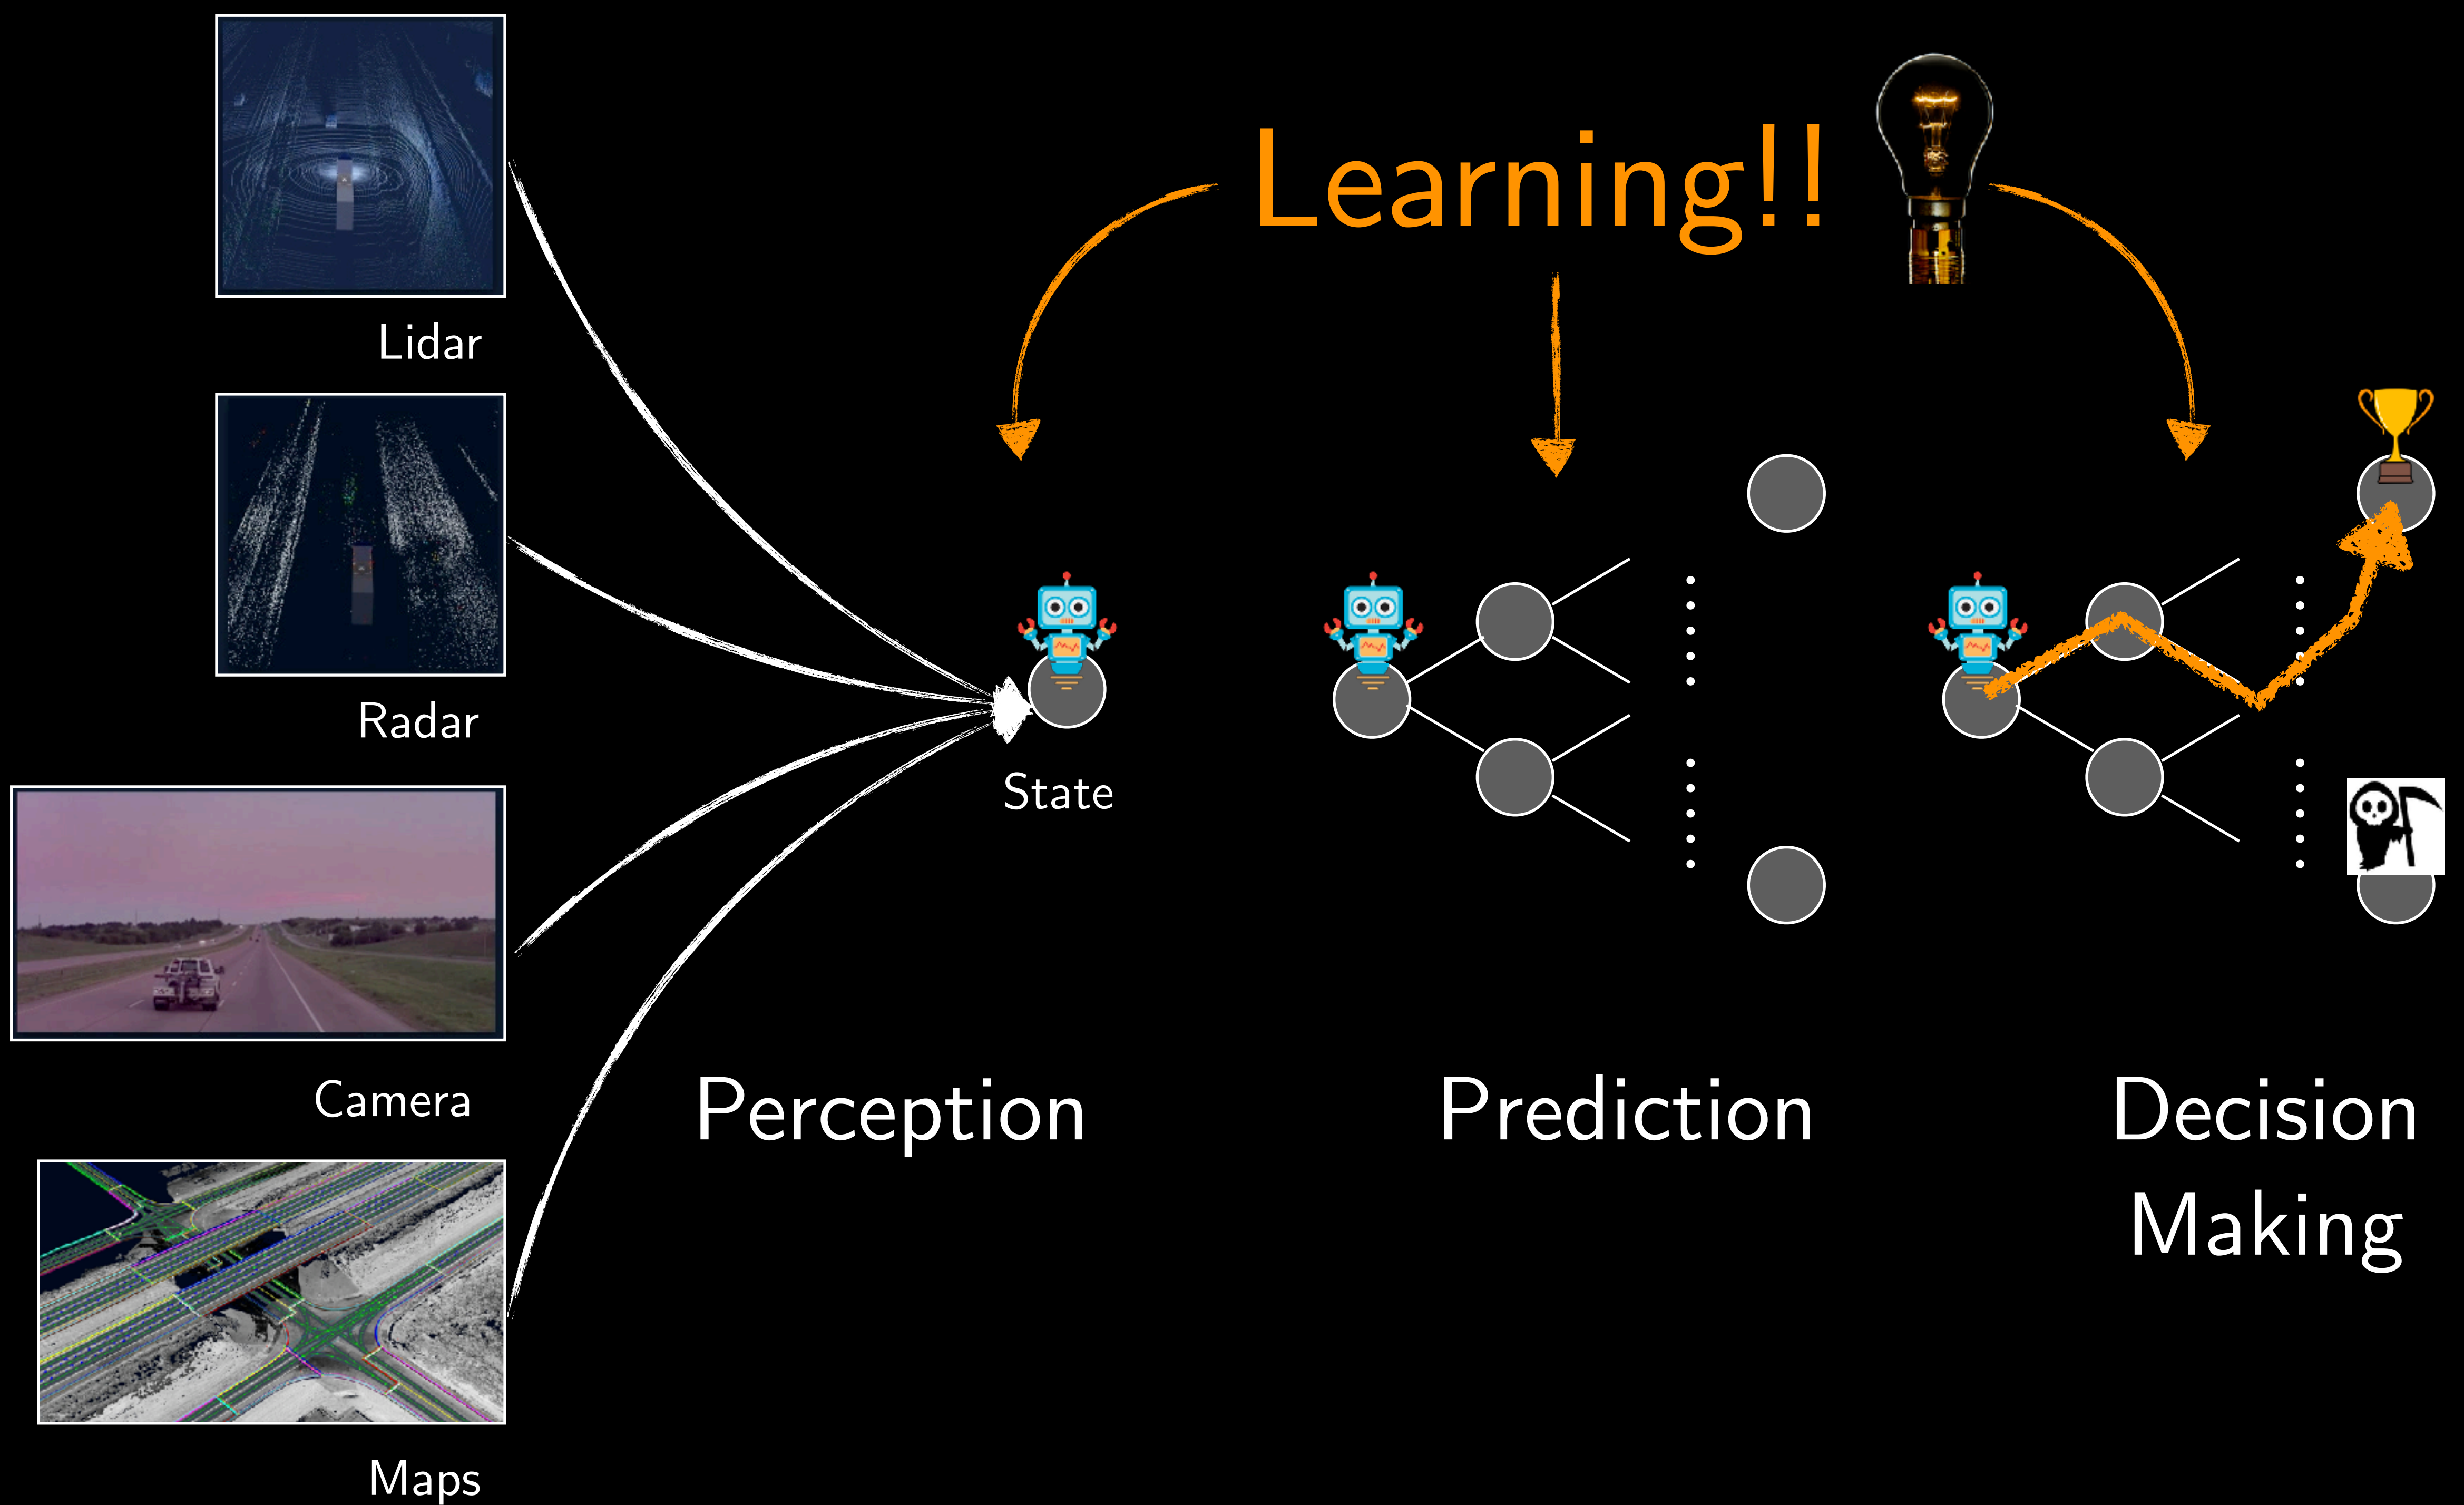 Learning!!
Lidar
Radar
Camera
Maps
State
Perception
Prediction
Decision
Making